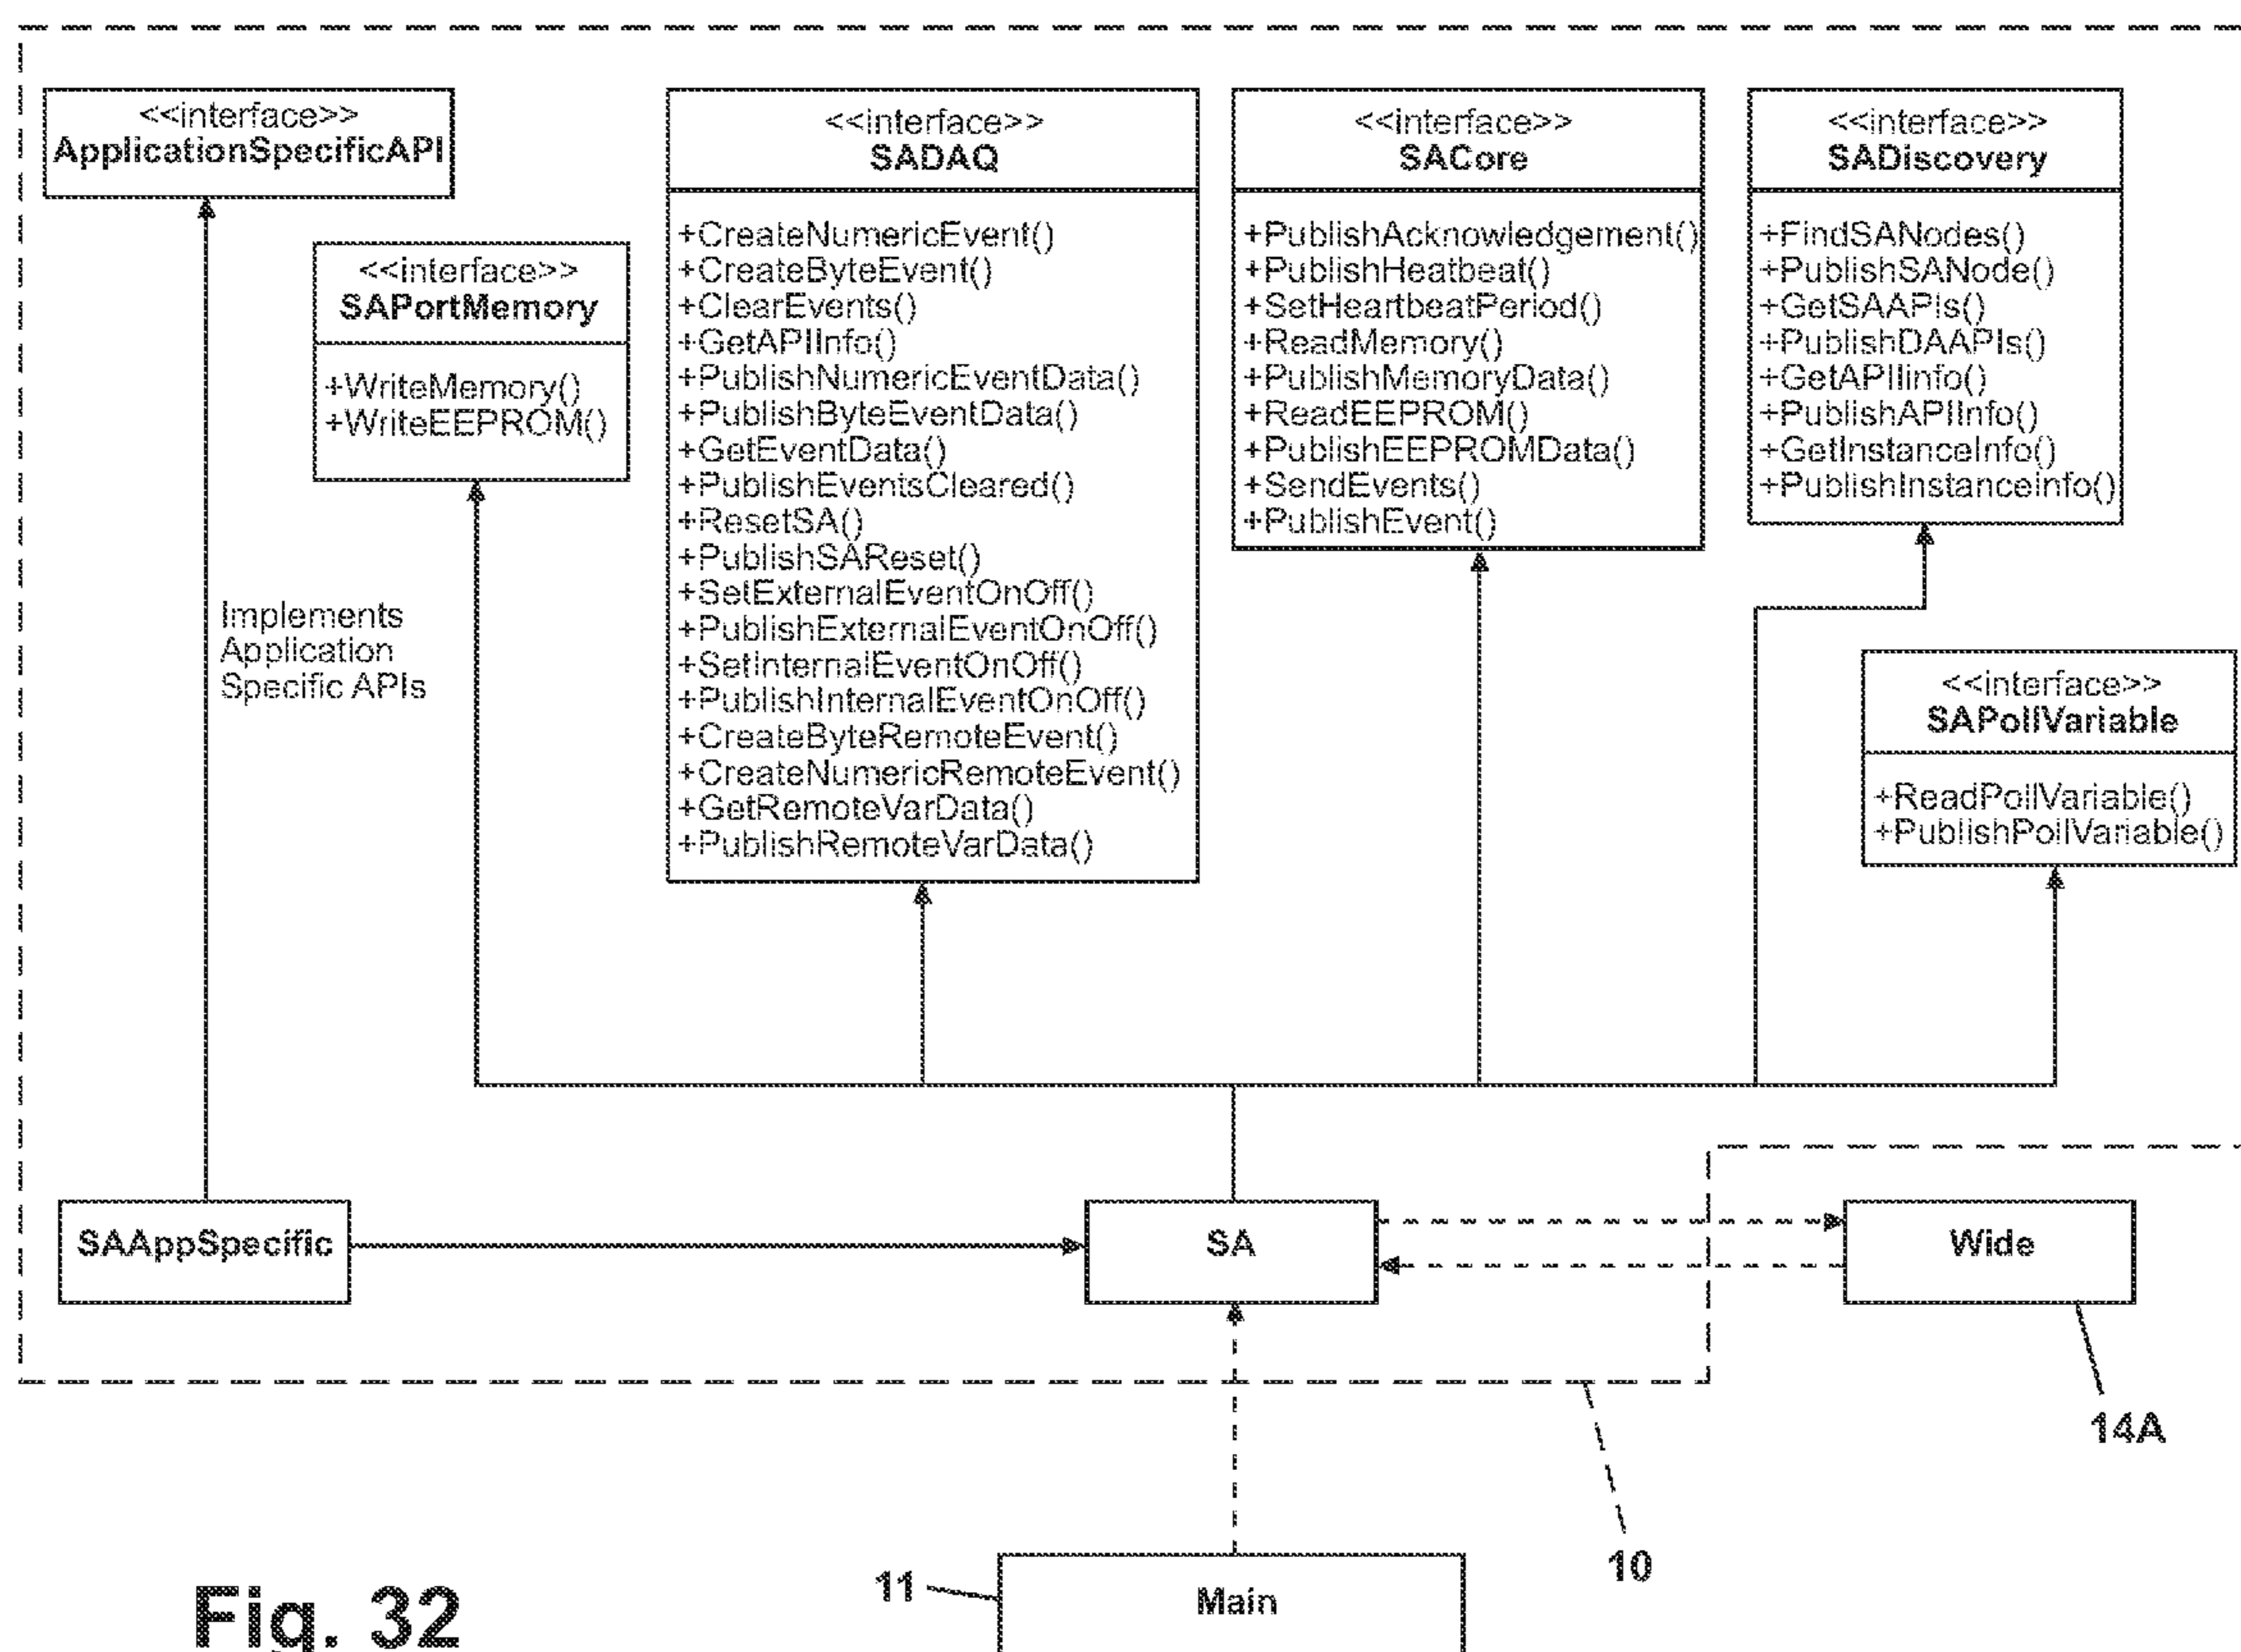 <<interface>>
ApplicationSpecificAPI
<<interface>>
SAPortMemory
+WriteMemory()
+WriteEEPROM()
<<interface>>
SADAQ
+CreateNumericEvent()
+CreateByteEvent()
+ClearEvents()
+GetAPIInfo()
+PublishNumericEventData()
+PublishByteEventData()
+GetEventData()
+PublishEventsCleared()
+ResetSA()
+PublishSAReset()
+SetExternalEventOnOff()
+PublishExternalEventOnOff()
+SetInternalEventOnOff()
+PublishInternalEventOnOff()
+CreateByteRemoteEvent()
+CreateNumericRemoteEvent()
+GetRemoteVarData()
+PublishRemoteVarData()
<<interface>>
SACore
+PublishAcknowledgement()
+PublishHeatbeat()
+SetHeartbeatPeriod()
+ReadMemory()
+PublishMemoryData()
+ReadEEPROM()
+PublishEEPROMData()
+SendEvents()
+PublishEvent()
<<interface>>
SADiscovery
+FindSANodes()
+PublishSANode()
+GetSAAPIs()
+PublishDAAPIs()
+GetAPIIinfo()
+PublishAPIInfo()
+GetInstanceInfo()
+PublishInstanceinfo()
<<interface>>
SAPollVariable
+ReadPollVariable()
+PublishPollVariable()
Implements
Application
Specific APIs
SAAppSpecific
SA
Wide
14A
10
11
Main
Fig. 32